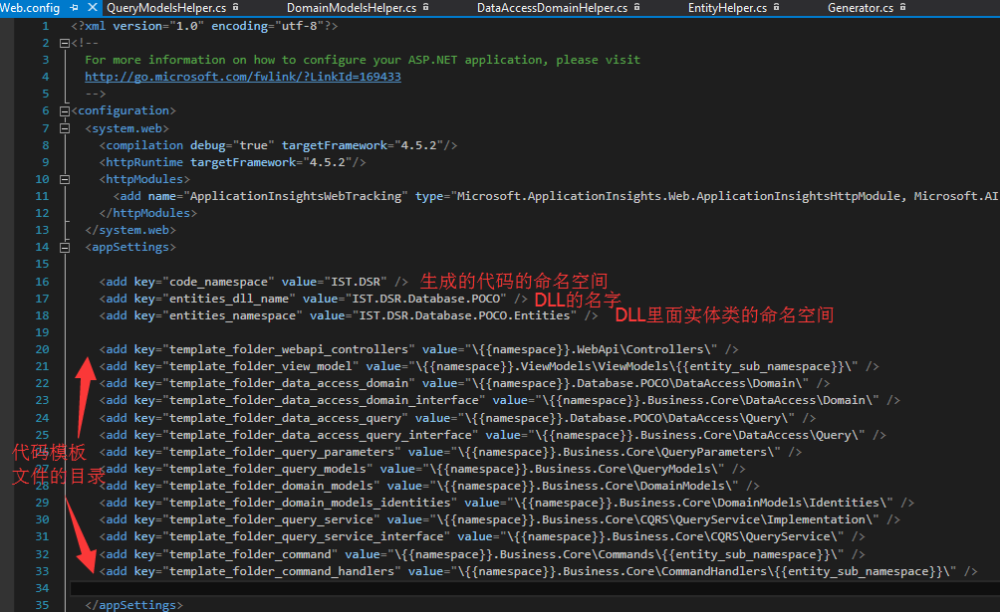 Web.config QueryModelsHelper.cs DomainModelsHelper.cs DataAccessDomainHelper.cs EntityHelper.cs Generator.cs
1 <?xml version="1.0" encoding="utf-8"?>
2 <!--
3 For more information on how to configure your ASP.NET application, please visit
4 http://go.microsoft.com/fwlink/?LinkId=169433
5 -->
6 <configuration>
7 <system.web>
8 <compilation debug="true" targetFramework="4.5.2"/>
9 <httpRuntime targetFramework="4.5.2"/>
10 <httpModules>
11 <add name="ApplicationInsightsWebTracking" type="Microsoft.ApplicationInsights.Web.ApplicationInsightsHttpModule, Microsoft.AI
12 </httpModules>
13 </system.web>
14 <appSettings>
15
16 <add key="code_namespace" value="IST.DSR" /> 生成的代码的命名空间
17 <add key="entities_dll_name" value="IST.DSR.Database.POCO" /> DLL的名字
18 <add key="entities_namespace" value="IST.DSR.Database.POCO.Entities" /> DLL里面实体类的命名空间
19
20 <add key="template_folder_webapi_controllers" value="\{{namespace}}.WebApi\Controllers\" />
21 <add key="template_folder_view_model" value="\{{namespace}}.ViewModels\ViewModels\{{entity_sub_namespace}}\" />
22 <add key="template_folder_data_access_domain" value="\{{namespace}}.Database.POCO\DataAccess\Domain\" />
23 <add key="template_folder_data_access_domain_interface" value="\{{namespace}}.Business.Core\DataAccess\Domain\" />
24 <add key="template_folder_data_access_query" value="\{{namespace}}.Database.POCO\DataAccess\Query\" />
25 <add key="template_folder_data_access_query_interface" value="\{{namespace}}.Business.Core\DataAccess\Query\" />
代码模板
26 <add key="template_folder_query_parameters" value="\{{namespace}}.Business.Core\QueryParameters\" />
27 <add key="template_folder_query_models" value="\{{namespace}}.Business.Core\QueryModels\" />
文件的目录
28 <add key="template_folder_domain_models" value="\{{namespace}}.Business.Core\DomainModels\" />
29 <add key="template_folder_domain_models_identities" value="\{{namespace}}.Business.Core\DomainModels\Identities\" />
30 <add key="template_folder_query_service" value="\{{namespace}}.Business.Core\CQRS\QueryService\Implementation\" />
31 <add key="template_folder_query_service_interface" value="\{{namespace}}.Business.Core\CQRS\QueryService\" />
32 <add key="template_folder_command" value="\{{namespace}}.Business.Core\Commands\{{entity_sub_namespace}}\" />
33 <add key="template_folder_command_handlers" value="\{{namespace}}.Business.Core\CommandHandlers\{{entity_sub_namespace}}\" />
34
35 </appSettings>